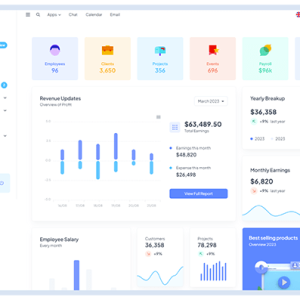 Apps Chat Calendar Email
Employees
96
Clients
3,650
Projects
356
Events
696
Payroll
$96k
Revenue Updates
Overview of Profit
March 2023
$63,489.50
Total Earnings
Earnings this month
$48,820
Expense this month
$26,498
View Full Report
Yearly Breakup
$36,358
+9% last year
2023 2023
Monthly Earnings
$6,820
+9% last year
Employee Salary
Every month
Customers
36,358
+9%
Projects
78,298
+9%
Best selling products
Overview 2023